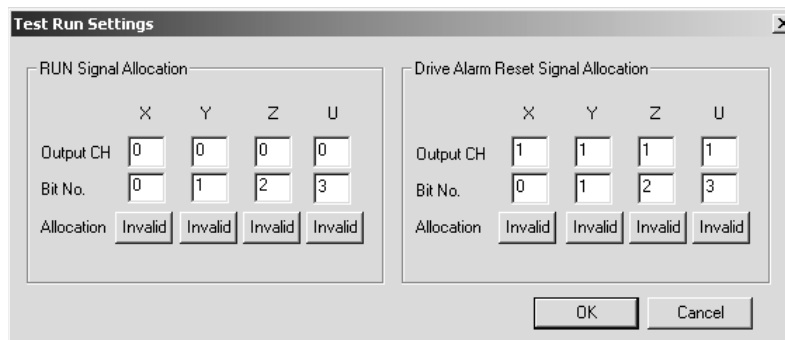 Test Run Settings
RUN Signal Allocation
X Y Z U
Output CH 0 0 0 0
Bit No. 0 1 2 3
Allocation Invalid Invalid Invalid Invalid
Drive Alarm Reset Signal Allocation
X Y Z U
Output CH 1 1 1 1
Bit No. 0 1 2 3
Allocation Invalid Invalid Invalid Invalid
OK Cancel